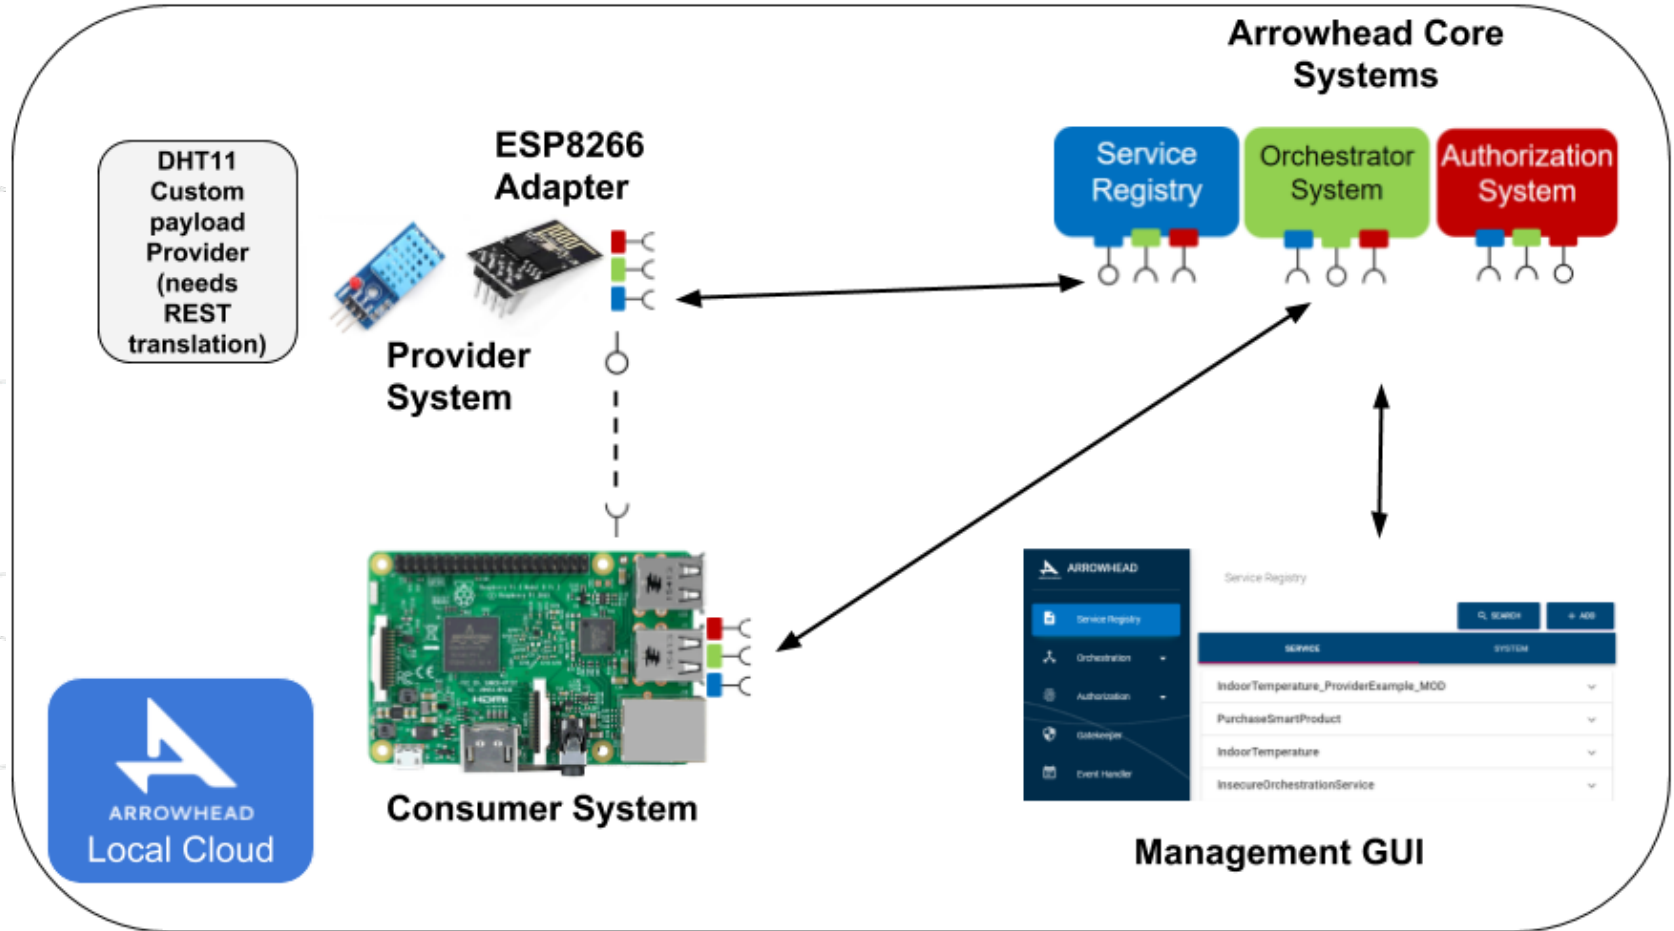 Arrowhead Core
Systems
Service
Registry
Orchestrator
System
Authorization
System
DHT11
Custom
payload
Provider
(needs
REST
translation)
ESP8266
Adapter
Provider
System
Consumer System
ARROWHEAD
Local Cloud
ARROWHEAD
Service Registry
Orchestration
Authorization
Gatekeeper
Event Handler
Service Registry
SEARCH
+ ADD
SERVICE
SYSTEM
IndoorTemperature_ProviderExample_MOD
PurchaseSmartProduct
IndoorTemperature
InsecureOrchestrationService
Management GUI
HDMI